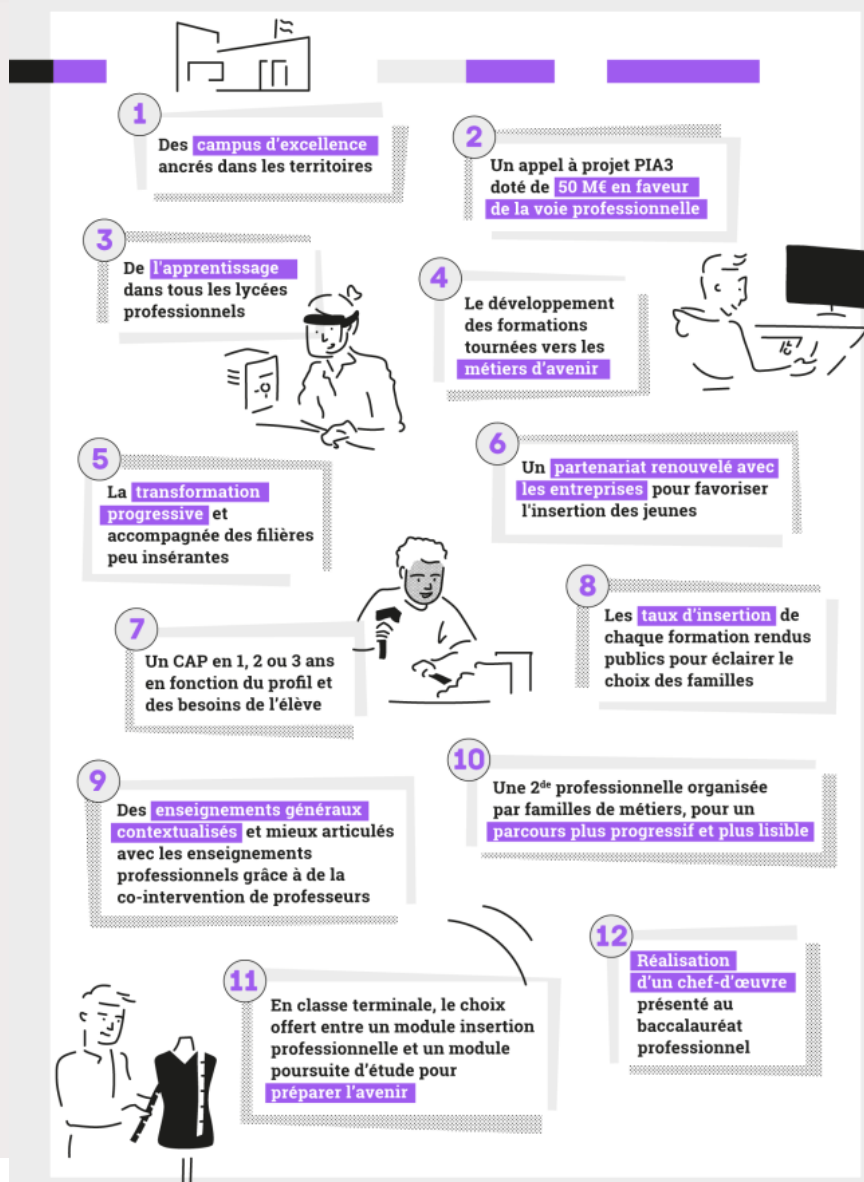 1
Des campus d'excellence
ancrés dans les territoires
2
Un appel à projet PIA3
doté de 50 M€ en faveur
de la voie professionnelle
3
De l'apprentissage
dans tous les lycées
professionnels
4
Le développement
des formations
tournées vers les
métiers d'avenir
5
La transformation
progressive et
accompagnée des filières
peu insérantes
6
Un partenariat renouvelé avec
les entreprises pour favoriser
l'insertion des jeunes
7
Un CAP en 1, 2 ou 3 ans
en fonction du profil et
des besoins de l'élève
8
Les taux d'insertion de
chaque formation rendus
publics pour éclairer le
choix des familles
9
Des enseignements généraux
contextualisés et mieux articulés
avec les enseignements
professionnels grâce à de la
co-intervention de professeurs
10
Une 2de professionnelle organisée
par familles de métiers, pour un
parcours plus progressif et plus lisible
11
En classe terminale, le choix
offert entre un module insertion
professionnelle et un module
poursuite d'étude pour
préparer l'avenir
12
Réalisation
d'un chef-d'œuvre
présenté au
baccalauréat
professionnel